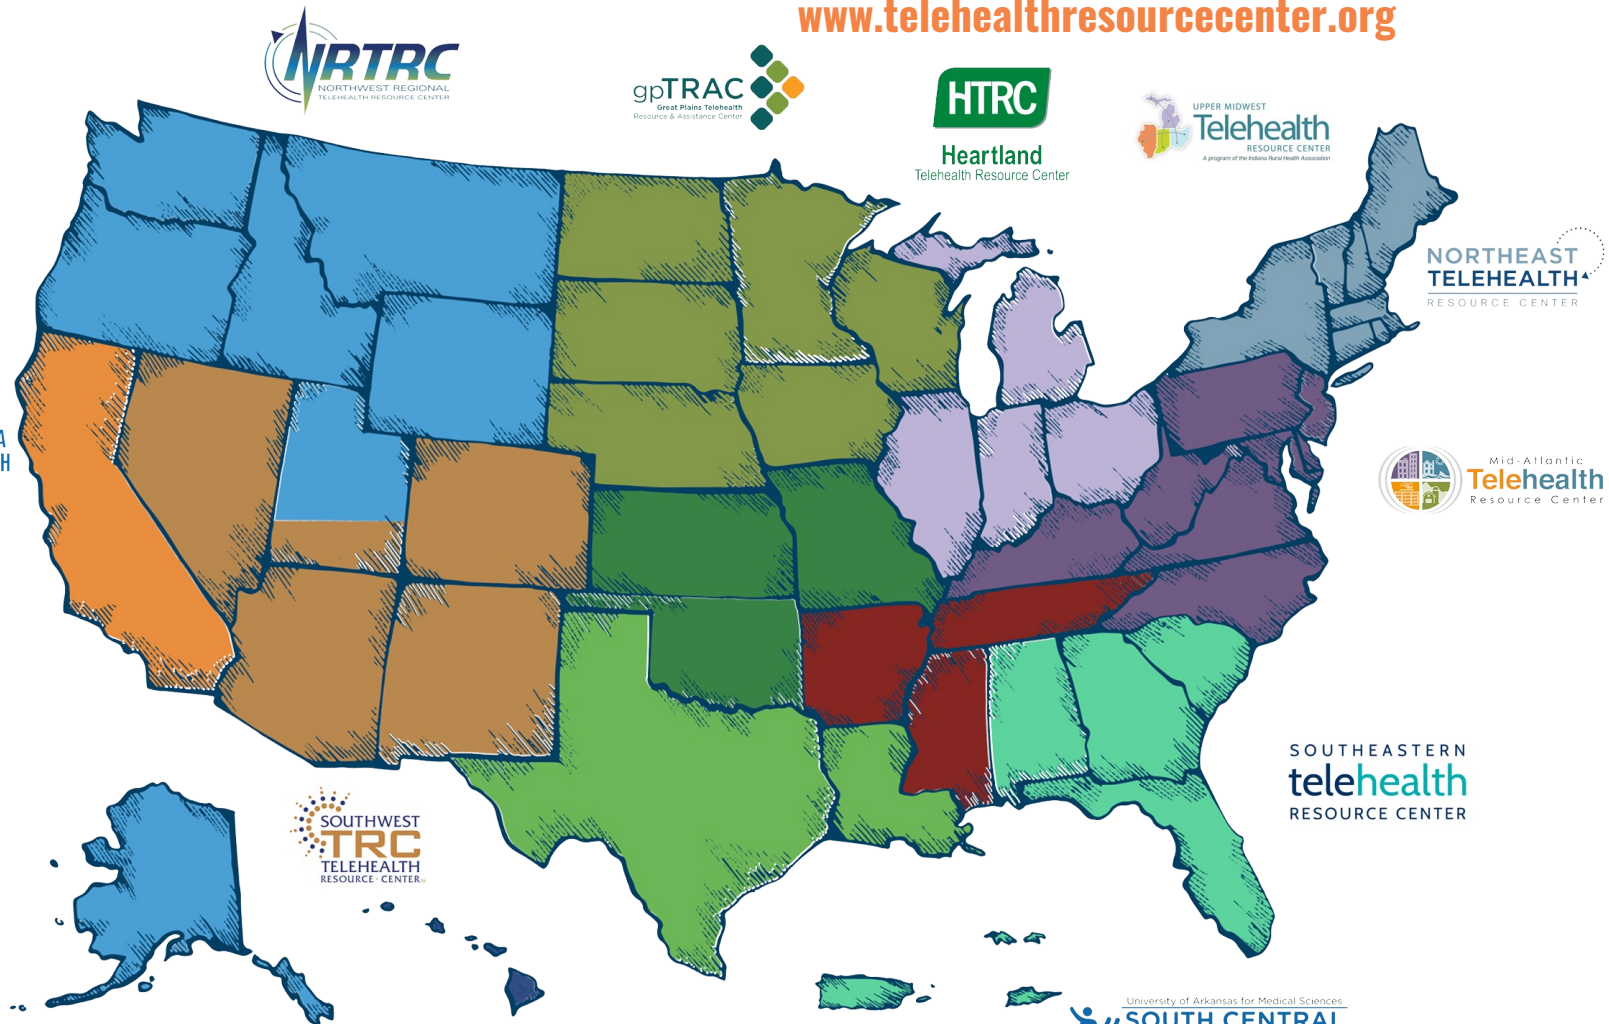 www.telehealthresourcecenter.org
NRTRC
NORTHWEST REGIONAL
TELEHEALTH RESOURCE CENTER
gpTRAC
Great Plains Telehealth
Resource & Assistance Center
HTRC
Heartland
Telehealth Resource Center
UPPER MIDWEST
Telehealth
RESOURCE CENTER
A program of the Indiana Rural Health Association
NORTHEAST
TELEHEALTH
RESOURCE CENTER
A
H
Mid-Atlantic
Telehealth
Resource Center
SOUTHEASTERN
telehealth
RESOURCE CENTER
SOUTHWEST
TRC
TELEHEALTH
RESOURCE CENTER
University of Arkansas for Medical Sciences
SOUTH CENTRAL